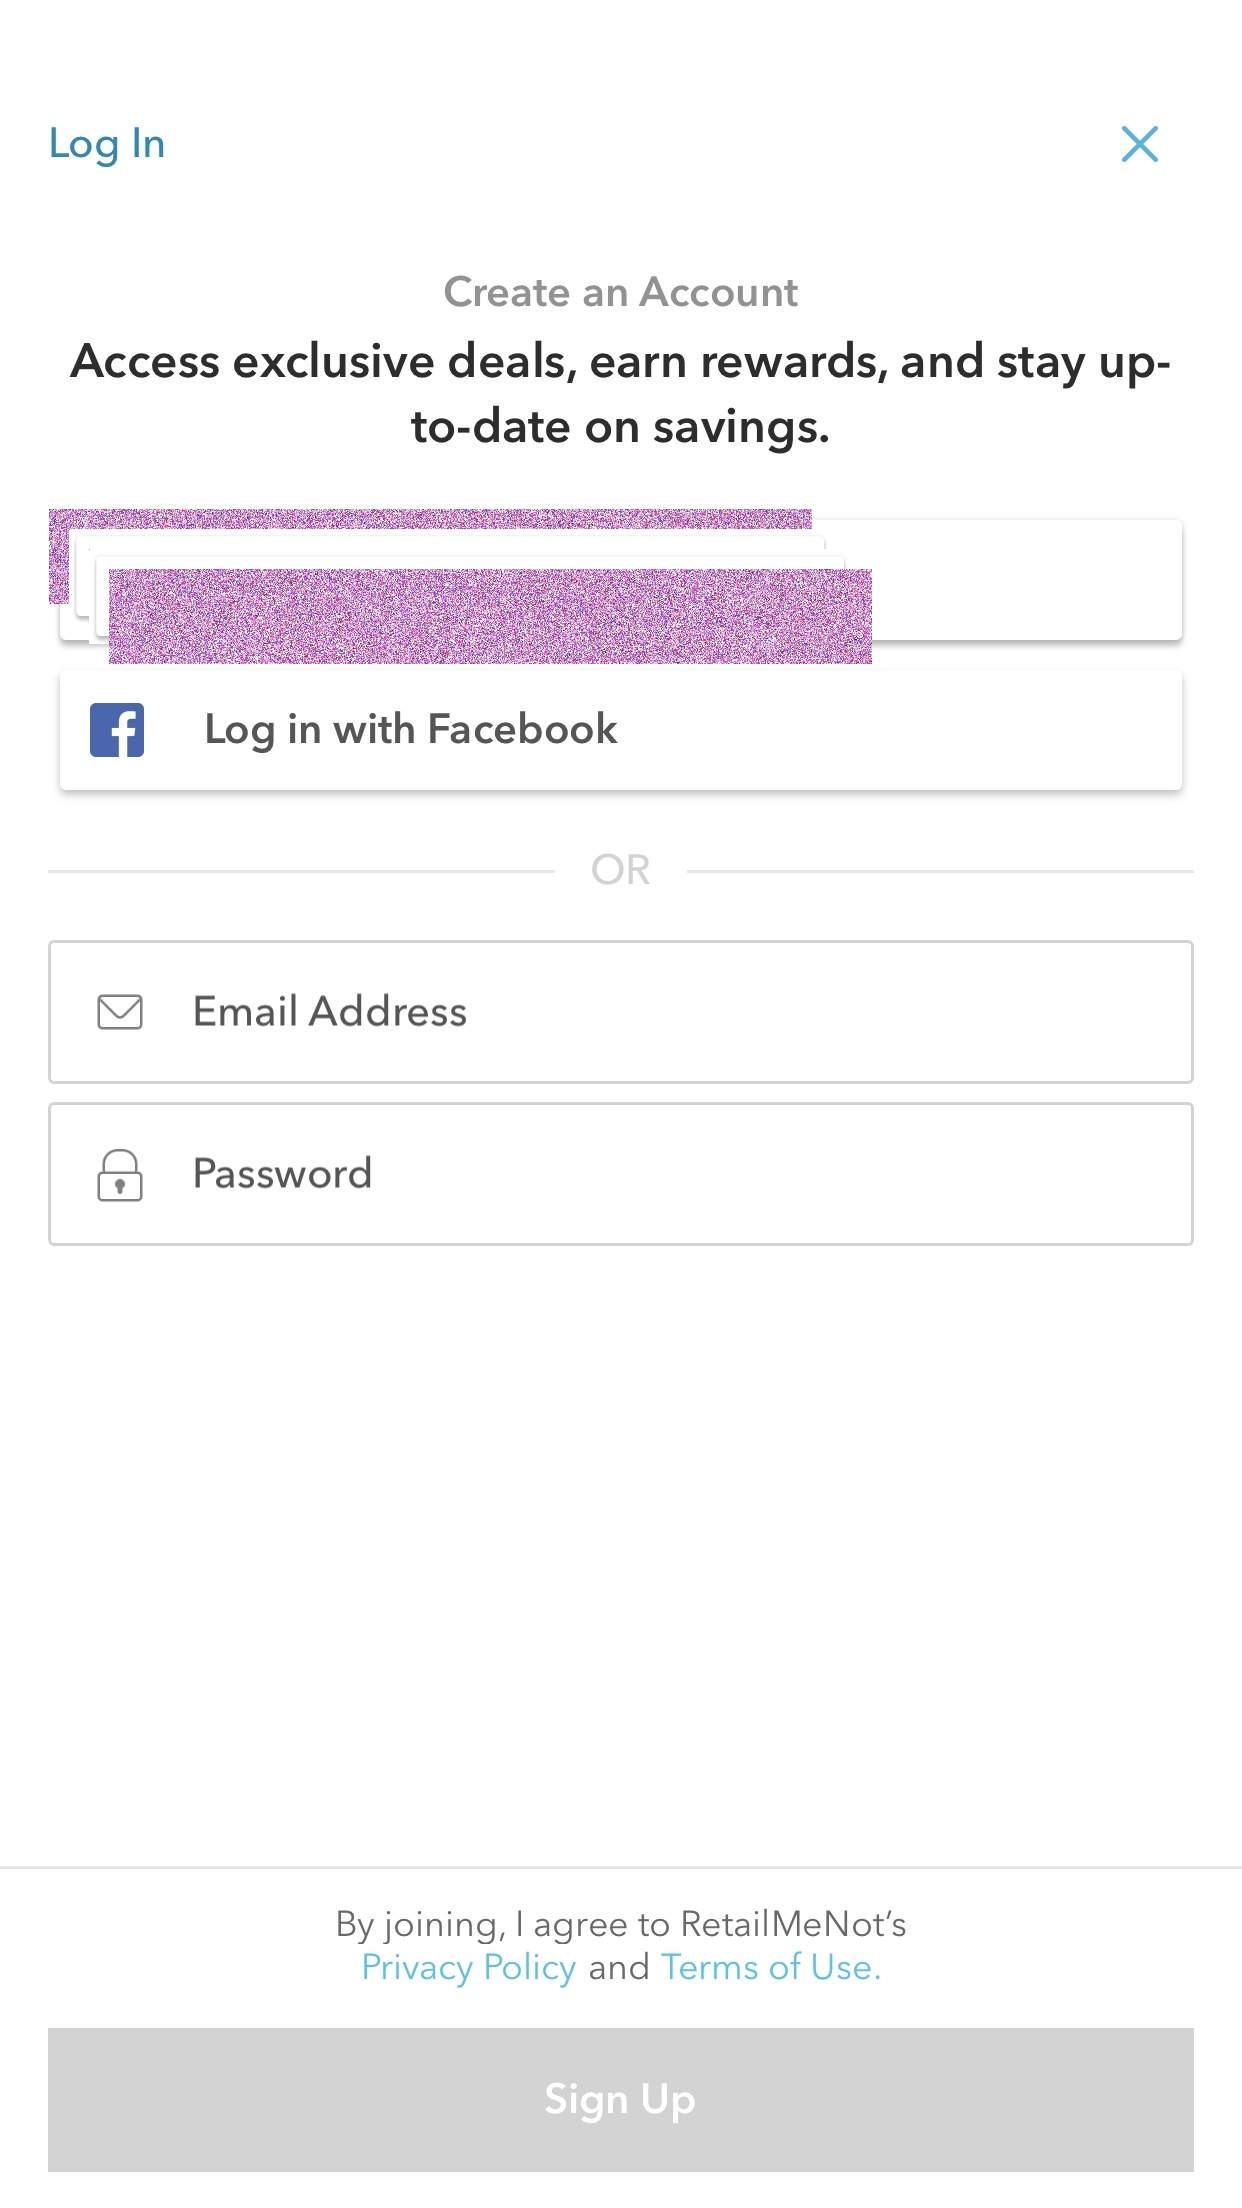 Log In
Create an Account
Access exclusive deals, earn rewards, and stay up-
to-date on savings.
Log in with Facebook
OR
Email Address
Password
By joining, I agree to RetailMeNot’s
Privacy Policy and Terms of Use.
Sign Up